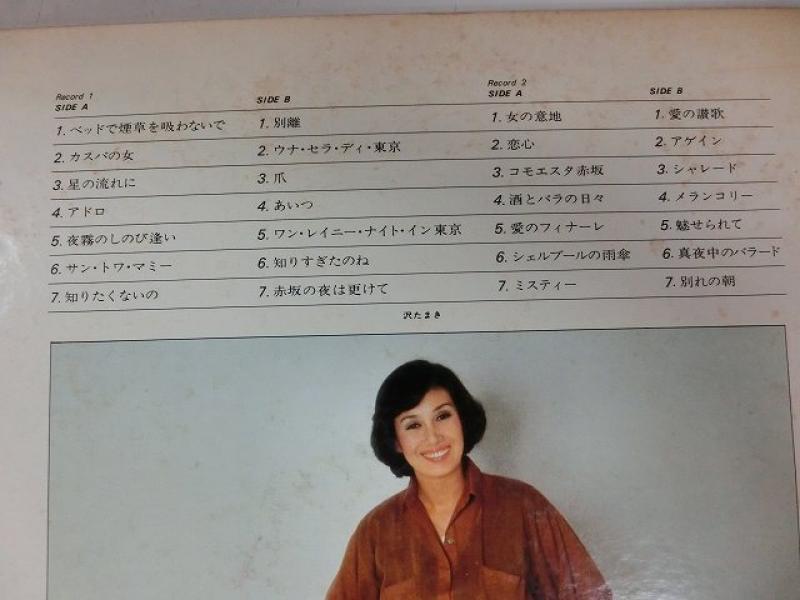 Record 1
SIDE A
1. ベッドで煙草を吸わないで
2. カスバの女
3. 星の流れに
4. アドロ
5. 夜霧のしのび逢い
6. サン・トワ・マミー
7. 知りたくないの
SIDE B
1. 別離
2. ウナ・セラ・ディ・東京
3. 爪
4. あいつ
5. ワン・レイニー・ナイト・イン東京
6. 知りすぎたのね
7. 赤坂の夜は更けて
Record 2
SIDE A
1. 女の意地
2. 恋心
3. コモエスタ赤坂
4. 酒とバラの日々
5. 愛のフィナーレ
6. シェルブールの雨傘
7. ミスティー
SIDE B
1. 愛の讃歌
2. アゲイン
3. シャレード
4. メランコリー
5. 魅せられて
6. 真夜中のバラード
7. 別れの朝
沢たまき